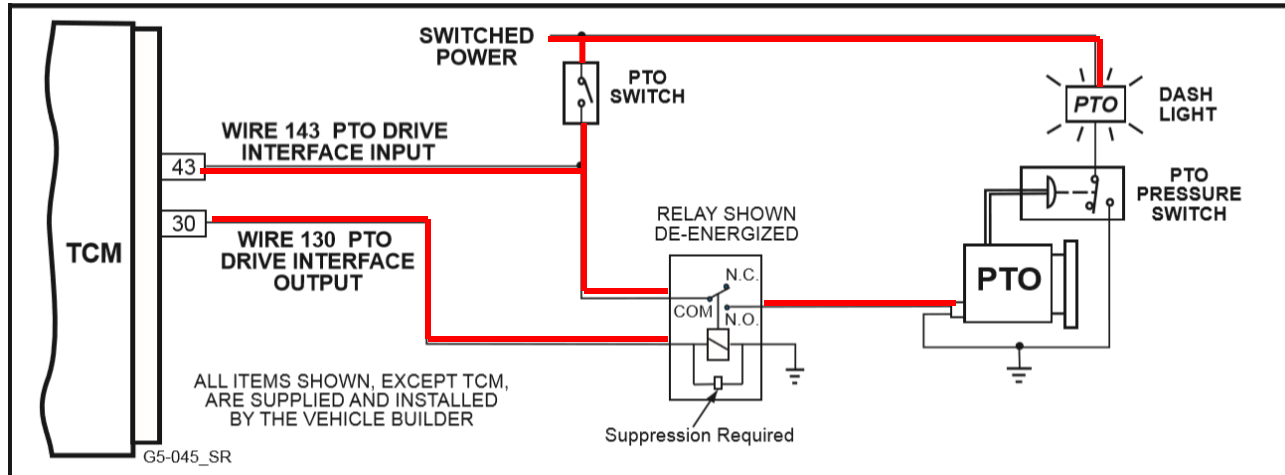 SWITCHED
POWER
PTO
SWITCH
PTO
DASH
LIGHT
WIRE 143 PTO DRIVE
INTERFACE INPUT
43
30
TCM
WIRE 130 PTO
DRIVE INTERFACE
OUTPUT
RELAY SHOWN
DE-ENERGIZED
N.C.
COM
N.O.
PTO
PRESSURE
SWITCH
PTO
ALL ITEMS SHOWN, EXCEPT TCM,
ARE SUPPLIED AND INSTALLED
BY THE VEHICLE BUILDER
Suppression Required
G5-045_SR